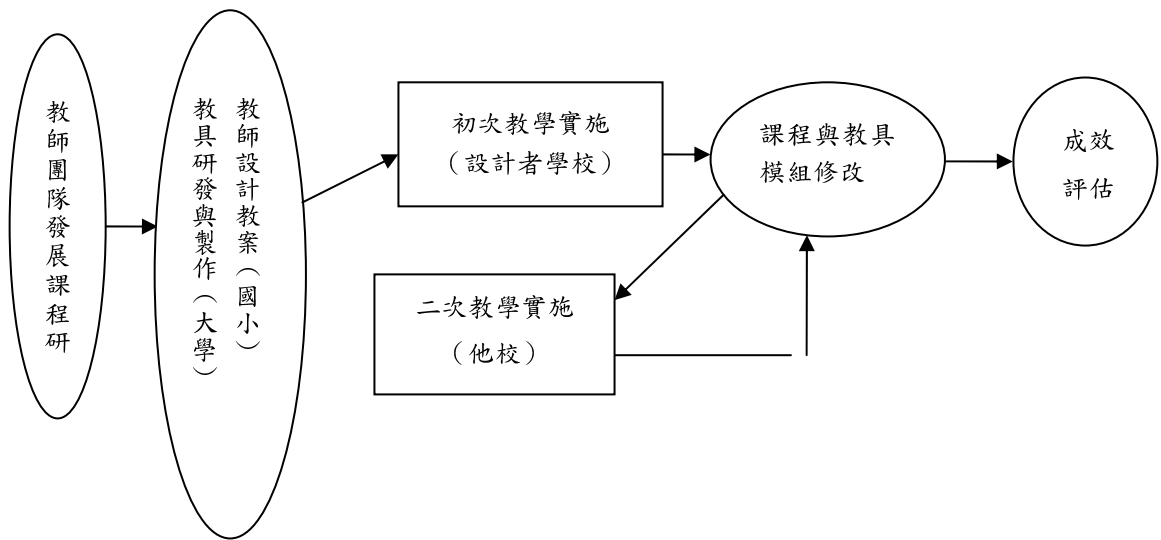 教師團隊發展課程研
教師設計教案（國小）
教具研發與製作（大學）
初次教學實施
（設計者學校）
課程與教具
模組修改
成效
評估
二次教學實施
（他校）